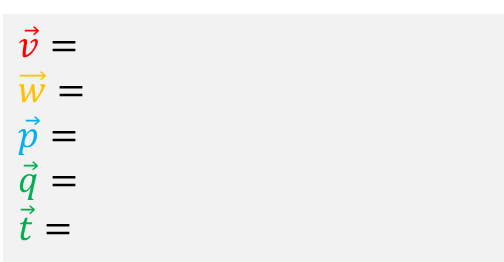 v⃗ =
w⃗ =
p⃗ =
q⃗ =
t⃗ =